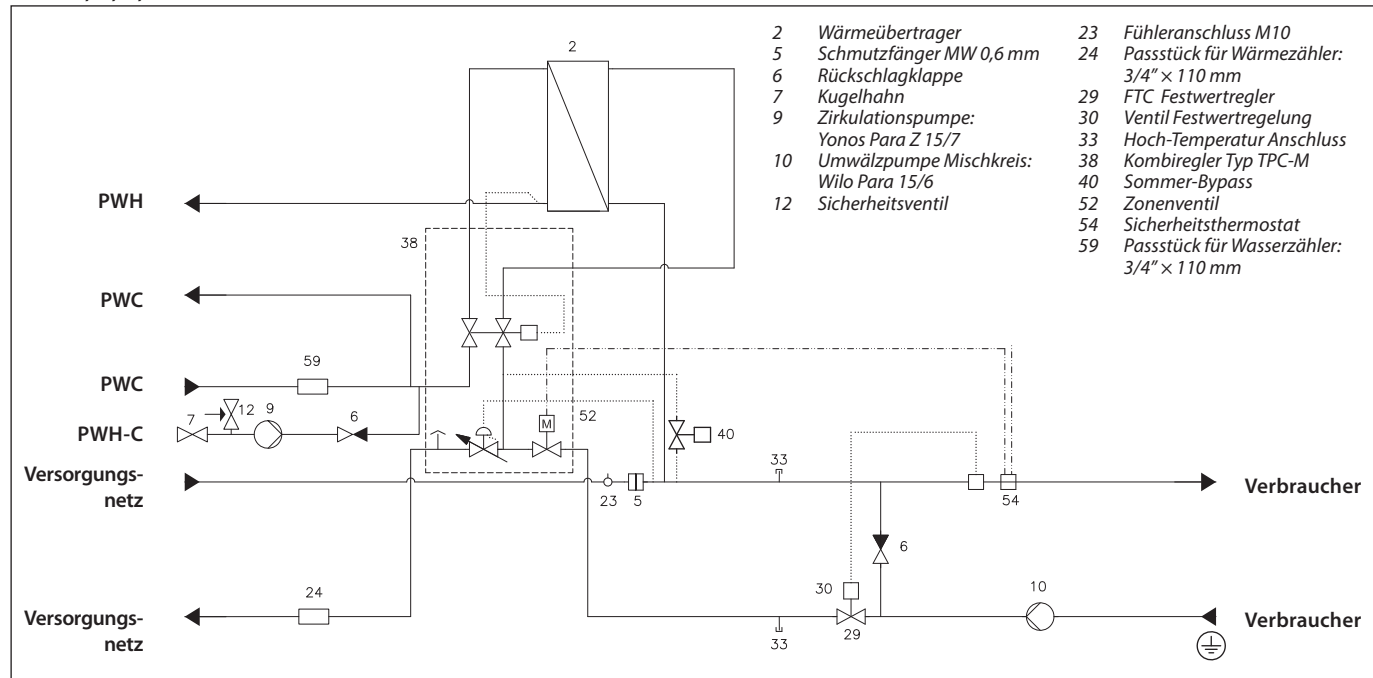 2 Wärmeübertrager
5 Schmutzfänger MW 0,6 mm
6 Rückschlagklappe
7 Kugelhahn
9 Zirkulationspumpe:
Yonos Para Z 15/7
10 Umwälzpumpe Mischkreis:
Wilo Para 15/6
12 Sicherheitsventil
23 Fühleranschluss M10
24 Passstück für Wärmezähler:
3/4" × 110 mm
29 FTC Festwertregler
30 Ventil Festwertregelung
33 Hoch-Temperatur Anschluss
38 Kombiregler Typ TPC-M
40 Sommer-Bypass
52 Zonenventil
54 Sicherheitsthermostat
59 Passstück für Wasserzähler:
3/4" × 110 mm
2
PWH
38
PWC
59
PWC
12
9
7
6
PWH-C
M
52
40
Versorgungs-
netz
23
5
33
54
Verbraucher
6
24
30
10
Versorgungs-
netz
33
29
Verbraucher